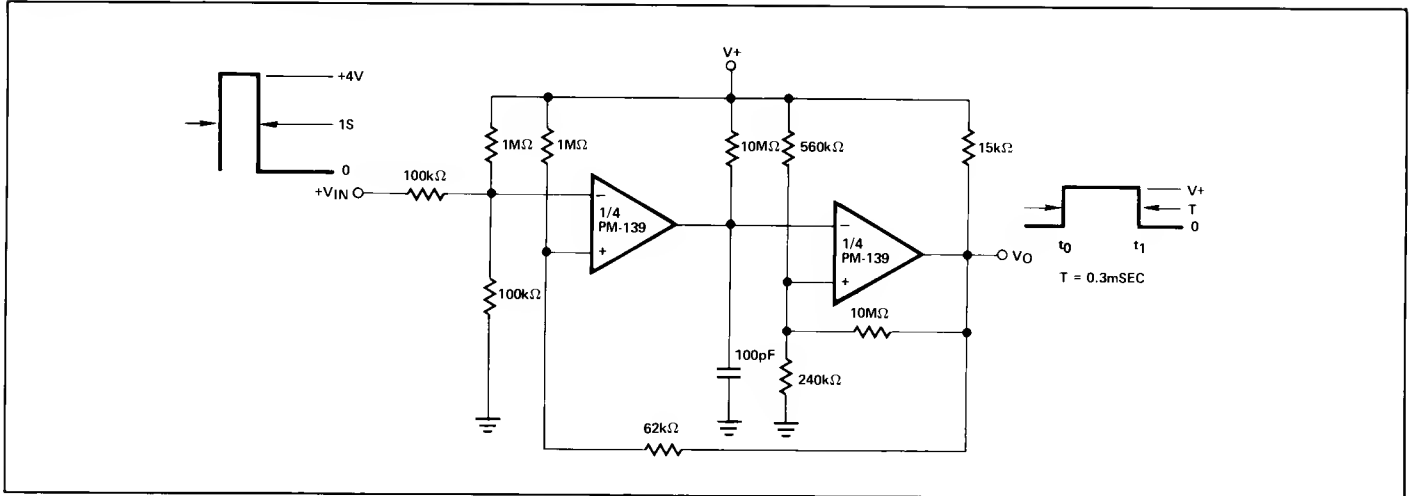 V+
+4V
1S
0
1MΩ
1MΩ
10MΩ
560kΩ
15kΩ
100kΩ
+VIN
−
1/4
PM-139
+
−
1/4
PM-139
+
V+
T
0
VO
t0
t1
T = 0.3mSEC
100kΩ
10MΩ
100pF
240kΩ
62kΩ